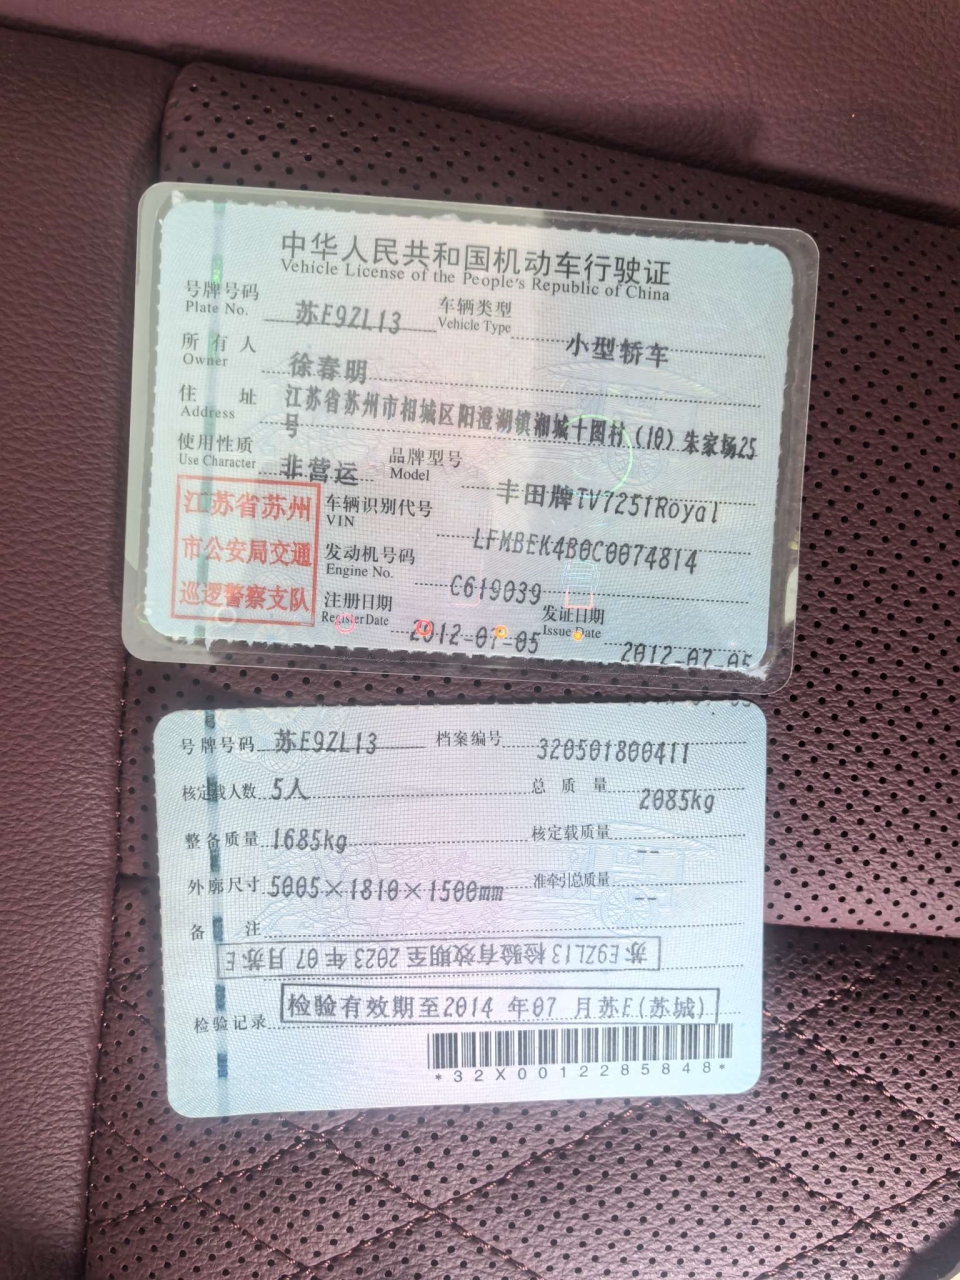 中华人民共和国机动车行驶证
Vehicle License of the People's Republic of China
号牌号码 苏E9ZL13 车辆类型 小型轿车
Plate No. Vehicle Type
所有人 徐春明
Owner
住址 江苏省苏州市相城区阳澄湖镇湘城十图村(10)朱家场25
Address 号
使用性质 非营运 品牌型号 丰田牌TV7251Royal
Use Character Model
江苏省苏州
市公安局交通
巡逻警察支队
车辆识别代号 LFMBEK4B0C0074814
VIN
发动机号码 C619039
Engine No.
注册日期 2012-07-05 发证日期 2012-07-05
Register Date Issue Date
号牌号码 苏E9ZL13 档案编号 320501800411
核定载人数 5人 总质量 2085kg
整备质量 1685kg 核定载质量 --
外廓尺寸 5005×1810×1500mm 准牵引总质量 --
备注
苏E9ZL13 检验有效期至2023年07月苏E
检验记录 检验有效期至2014年07月苏E(苏城)
*32X0012285848*